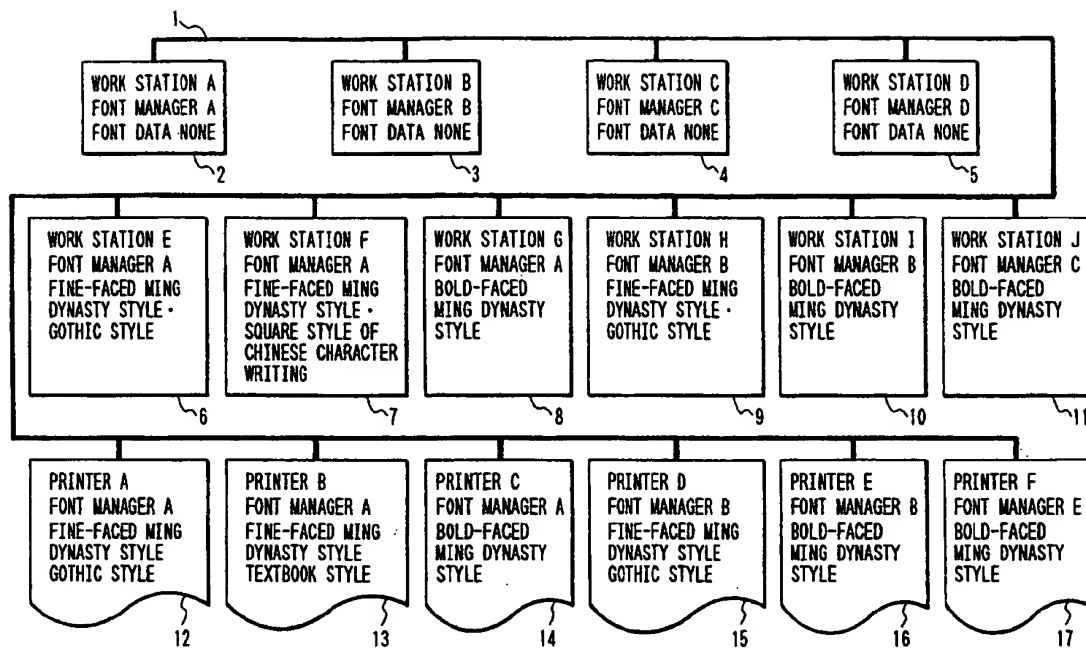 1
WORK STATION A
FONT MANAGER A
FONT DATA NONE
2
WORK STATION B
FONT MANAGER B
FONT DATA NONE
3
WORK STATION C
FONT MANAGER C
FONT DATA NONE
4
WORK STATION D
FONT MANAGER D
FONT DATA NONE
5
WORK STATION E
FONT MANAGER A
FINE-FACED MING
DYNASTY STYLE・
GOTHIC STYLE
6
WORK STATION F
FONT MANAGER A
FINE-FACED MING
DYNASTY STYLE・
SQUARE STYLE OF
CHINESE CHARACTER
WRITING
7
WORK STATION G
FONT MANAGER A
BOLD-FACED
MING DYNASTY
STYLE
8
WORK STATION H
FONT MANAGER B
FINE-FACED MING
DYNASTY STYLE・
GOTHIC STYLE
9
WORK STATION I
FONT MANAGER B
BOLD-FACED
MING DYNASTY
STYLE
10
WORK STATION J
FONT MANAGER C
BOLD-FACED
MING DYNASTY
STYLE
11
PRINTER A
FONT MANAGER A
FINE-FACED MING
DYNASTY STYLE
GOTHIC STYLE
12
PRINTER B
FONT MANAGER A
FINE-FACED MING
DYNASTY STYLE
TEXTBOOK STYLE
13
PRINTER C
FONT MANAGER A
BOLD-FACED
MING DYNASTY
STYLE
14
PRINTER D
FONT MANAGER B
FINE-FACED MING
DYNASTY STYLE
GOTHIC STYLE
15
PRINTER E
FONT MANAGER B
BOLD-FACED
MING DYNASTY
STYLE
16
PRINTER F
FONT MANAGER E
BOLD-FACED
MING DYNASTY
STYLE
17